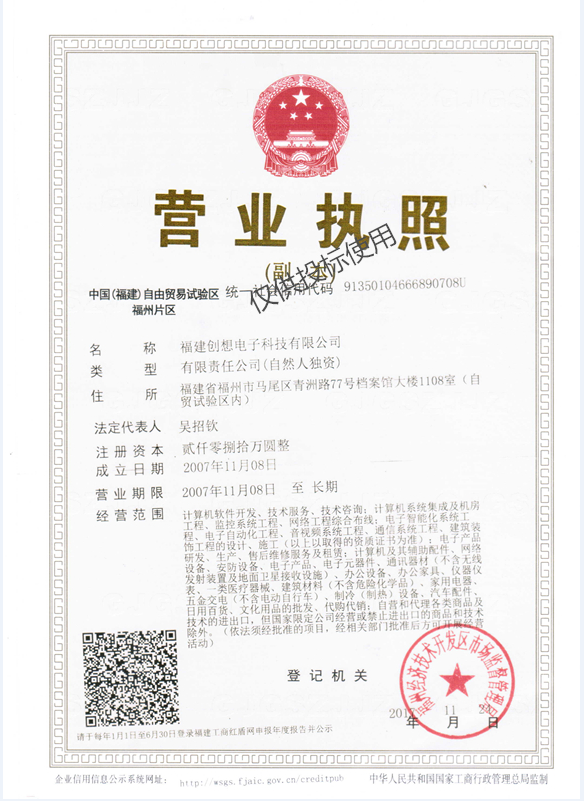 营业执照
（副本）
仅供投标使用
中国(福建)自由贸易试验区
福州片区
统一社会信用代码 91350104666890708U
名称 福建创想电子科技有限公司
类型 有限责任公司(自然人独资)
住所 福建省福州市马尾区青洲路77号档案馆大楼1108室（自
贸试验区内）
法定代表人 吴招钦
注册资本 贰仟零捌拾万圆整
成立日期 2007年11月08日
营业期限 2007年11月08日 至 长期
经营范围 计算机软件开发、技术服务、技术咨询；计算机系统集成及机房
工程、监控系统工程、网络工程综合布线；电子智能化系统工
程、电子自动化工程、音视频系统工程、通信系统工程、建筑装
饰工程的设计、施工（以上以取得的资质证书为准）；电子产品
研发、生产、售后维修服务及租赁；计算机及其辅助配件、网络
设备、安防设备、电子产品、电子元器件、通讯器材（不含无线
发射装置及地面卫星接收设施）、办公设备、办公家具、仪器仪
表、一类医疗器械、建筑材料（不含危险化学品）、家用电器、
五金交电（不含电动自行车）、制冷（制热）设备、汽车配件、
日用百货、文化用品的批发、代购代销；自营和代理各类商品及
技术的进出口，但国家限定公司经营或禁止进出口的商品和技术
除外。（依法须经批准的项目，经相关部门批准后方可开展经营
活动）
登记机关
福州经济技术开发区市场监督管理局
年 11 月 日
请于每年1月1日至6月30日登录福建工商红盾网申报年度报告并公示
企业信用信息公示系统网址： http://wsgs.fjaic.gov.cn/creditpub 中华人民共和国国家工商行政管理总局监制